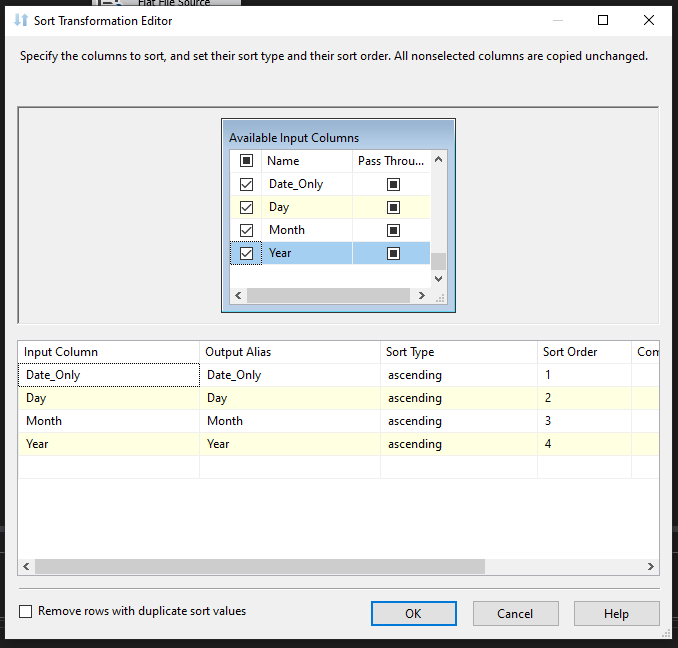 Flat File Source
Sort Transformation Editor
Specify the columns to sort, and set their sort type and their sort order. All nonselected columns are copied unchanged.
Available Input Columns
Name Pass Throu...
Date_Only
Day
Month
Year
Input Column Output Alias Sort Type Sort Order Com
Date_Only Date_Only ascending 1
Day Day ascending 2
Month Month ascending 3
Year Year ascending 4
Remove rows with duplicate sort values
OK Cancel Help